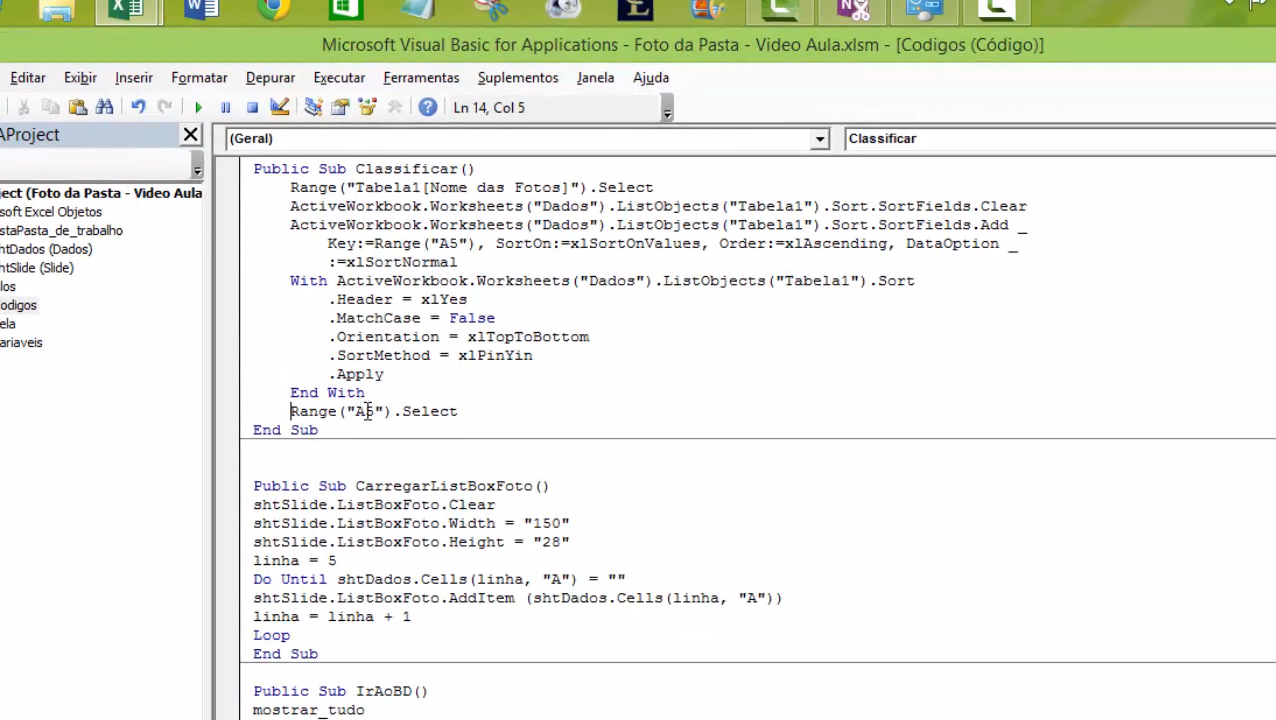 Microsoft Visual Basic for Applications - Foto da Pasta - Video Aula.xlsm - [Codigos (Código)]
Editar Exibir Inserir Formatar Depurar Executar Ferramentas Suplementos Janela Ajuda
Ln 14, Col 5
AProject
(Geral) Classificar
ject (Foto da Pasta - Video Aula
soft Excel Objetos
staPasta_de_trabalho
htDados (Dados)
htSlide (Slide)
los
odigos
ela
ariaveis
Public Sub Classificar()
Range("Tabela1[Nome das Fotos]").Select
ActiveWorkbook.Worksheets("Dados").ListObjects("Tabela1").Sort.SortFields.Clear
ActiveWorkbook.Worksheets("Dados").ListObjects("Tabela1").Sort.SortFields.Add _
Key:=Range("A5"), SortOn:=xlSortOnValues, Order:=xlAscending, DataOption _
:=xlSortNormal
With ActiveWorkbook.Worksheets("Dados").ListObjects("Tabela1").Sort
.Header = xlYes
.MatchCase = False
.Orientation = xlTopToBottom
.SortMethod = xlPinYin
.Apply
End With
Range("A5").Select
End Sub
Public Sub CarregarListBoxFoto()
shtSlide.ListBoxFoto.Clear
shtSlide.ListBoxFoto.Width = "150"
shtSlide.ListBoxFoto.Height = "28"
linha = 5
Do Until shtDados.Cells(linha, "A") = ""
shtSlide.ListBoxFoto.AddItem (shtDados.Cells(linha, "A"))
linha = linha + 1
Loop
End Sub
Public Sub IrAoBD()
mostrar_tudo